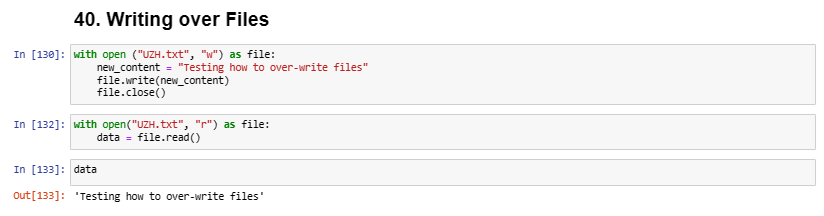 40. Writing over Files
In [130]: with open ("UZH.txt", "w") as file:
    new_content = "Testing how to over-write files"
    file.write(new_content)
    file.close()
In [132]: with open("UZH.txt", "r") as file:
    data = file.read()
In [133]: data
Out[133]: 'Testing how to over-write files'